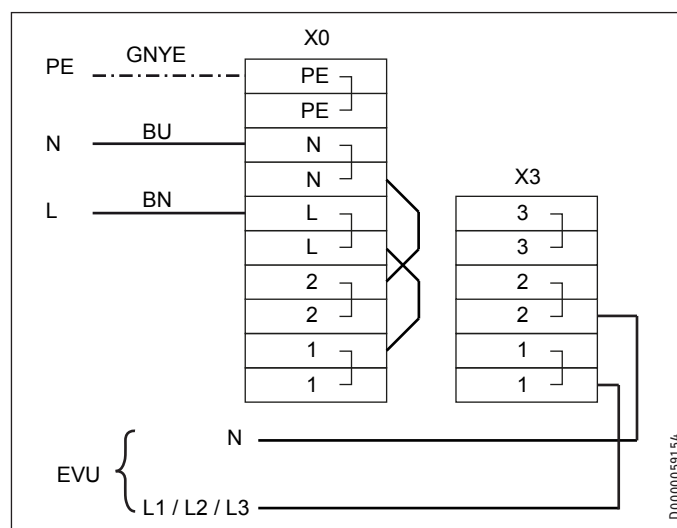 X0
PE GNYE PE
PE
N BU N
N
L BN L
L
2
2
1
1
X3
3
3
2
2
1
1
N
EVU
L1 / L2 / L3
D0000059154